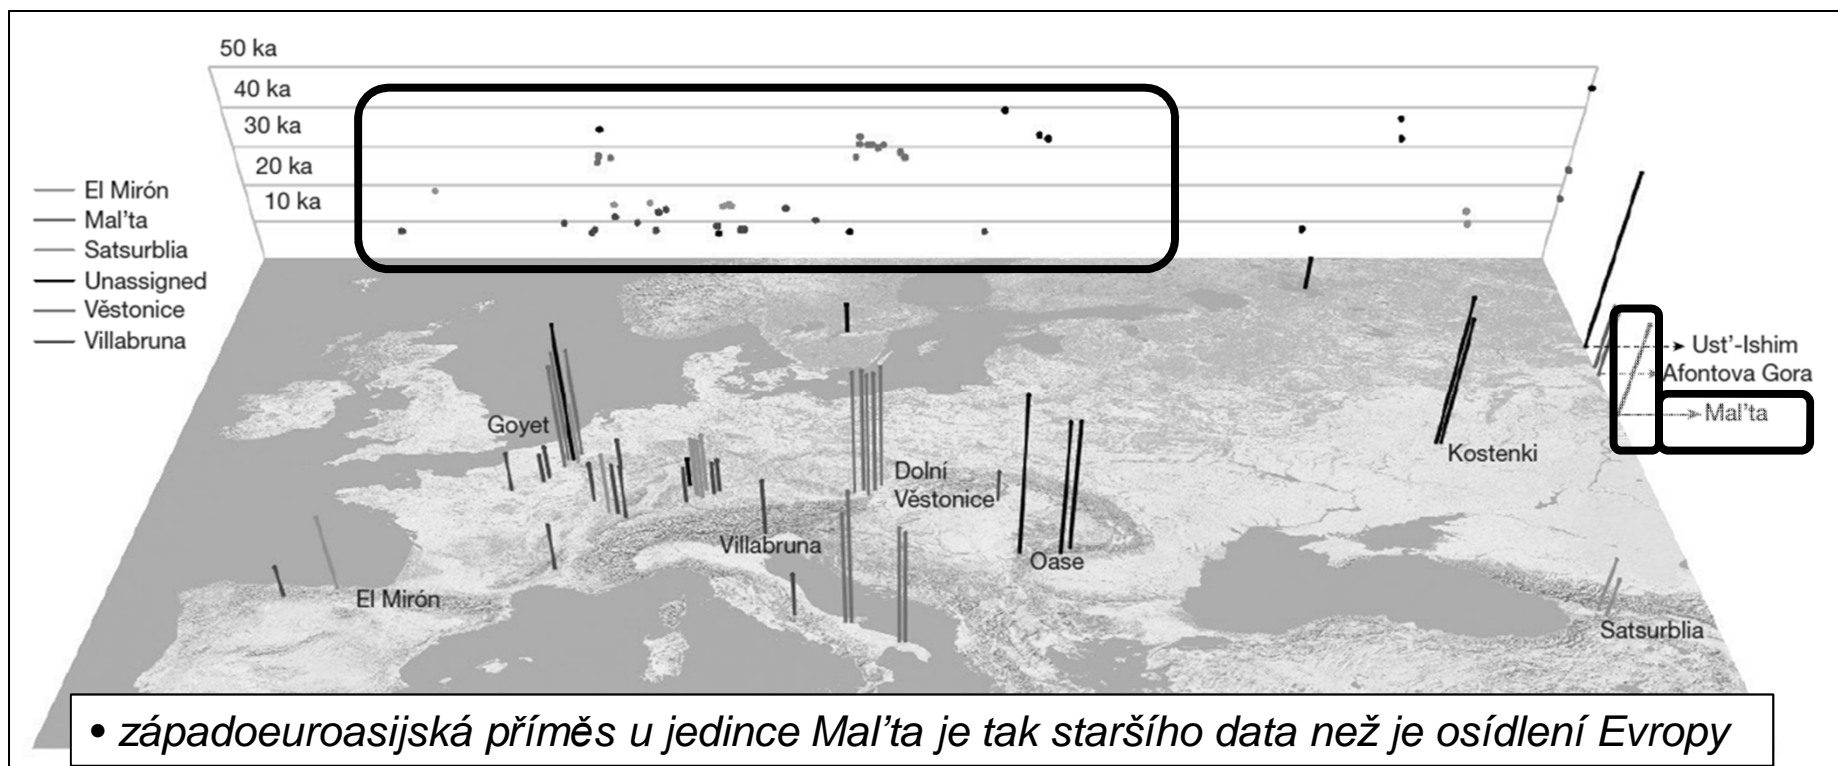 50 ka
40 ka
30 ka
20 ka
10 ka
El Mirón
Mal'ta
Satsurblia
Unassigned
Věstonice
Villabruna
Ust'-Ishim
Afontova Gora
Mal'ta
Goyet
Kostenki
Dolní
Věstonice
Villabruna
Oase
El Mirón
Satsurblia
• západoeuroasijská příměs u jedince Mal'ta je tak staršího data než je osídlení Evropy